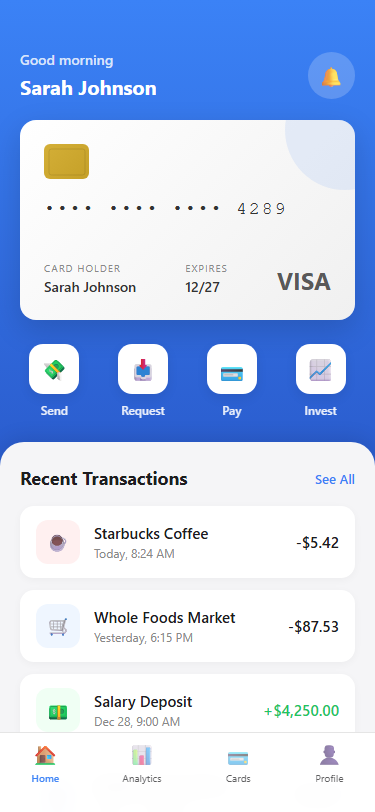 Good morning
Sarah Johnson
•••• •••• •••• 4289
CARD HOLDER
Sarah Johnson
EXPIRES
12/27
VISA
Send
Request
Pay
Invest
Recent Transactions
See All
Starbucks Coffee
Today, 8:24 AM
-$5.42
Whole Foods Market
Yesterday, 6:15 PM
-$87.53
Salary Deposit
Dec 28, 9:00 AM
+$4,250.00
Home
Analytics
Cards
Profile